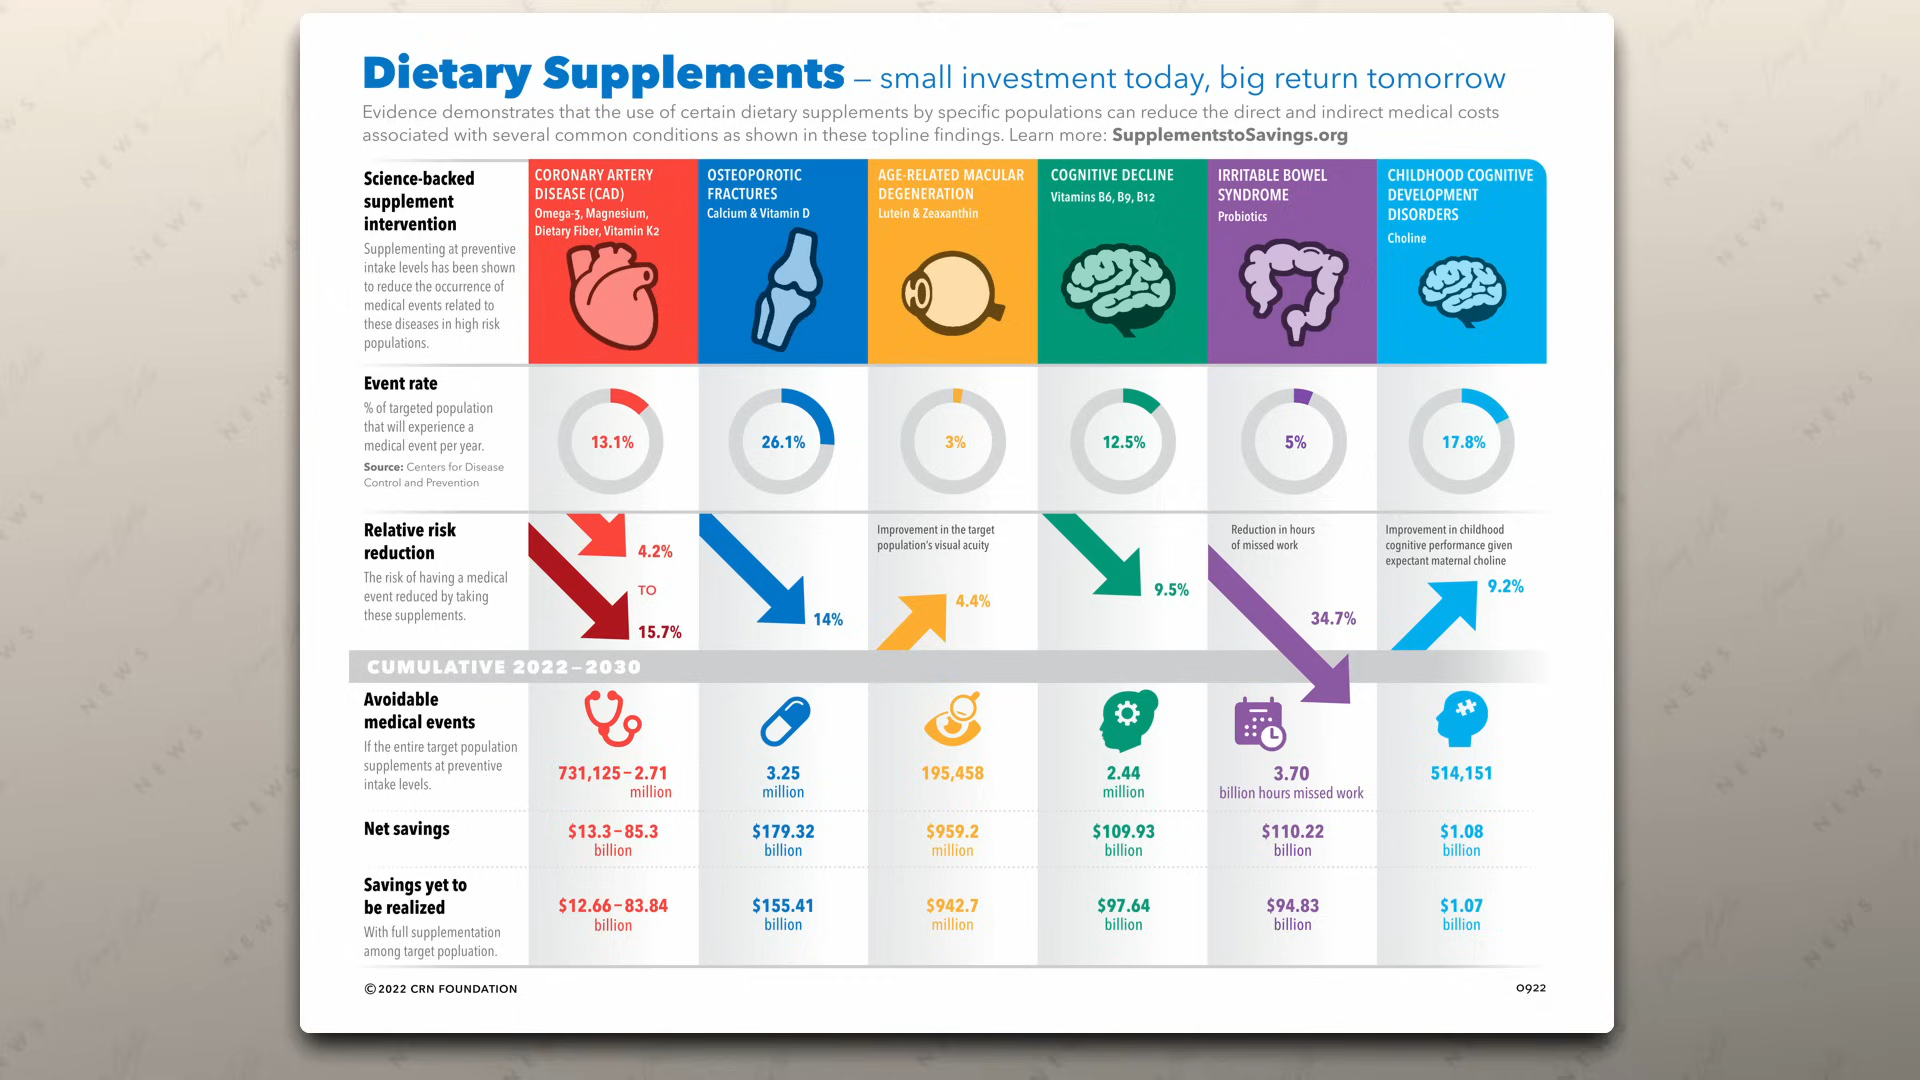 Dietary Supplements – small investment today, big return tomorrow
Evidence demonstrates that the use of certain dietary supplements by specific populations can reduce the direct and indirect medical costs
associated with several common conditions as shown in these topline findings. Learn more: SupplementstoSavings.org
Science-backed
supplement
intervention
Supplementing at preventive
intake levels has been shown
to reduce the occurrence of
medical events related to
these diseases in high risk
populations.
CORONARY ARTERY
DISEASE (CAD)
Omega-3, Magnesium,
Dietary Fiber, Vitamin K2
OSTEOPOROTIC
FRACTURES
Calcium & Vitamin D
AGE-RELATED MACULAR
DEGENERATION
Lutein & Zeaxanthin
COGNITIVE DECLINE
Vitamins B6, B9, B12
IRRITABLE BOWEL
SYNDROME
Probiotics
CHILDHOOD COGNITIVE
DEVELOPMENT
DISORDERS
Choline
Event rate
% of targeted population
that will experience a
medical event per year.
Source: Centers for Disease
Control and Prevention
13.1%
26.1%
3%
12.5%
5%
17.8%
Relative risk
reduction
The risk of having a medical
event reduced by taking
these supplements.
4.2%
TO
15.7%
14%
Improvement in the target
population's visual acuity
4.4%
9.5%
Reduction in hours
of missed work
34.7%
Improvement in childhood
cognitive performance given
expectant maternal choline
9.2%
CUMULATIVE 2022–2030
Avoidable
medical events
If the entire target population
supplements at preventive
intake levels.
731,125–2.71
million
3.25
million
195,458
2.44
million
3.70
billion hours missed work
514,151
Net savings
$13.3–85.3
billion
$179.32
billion
$959.2
million
$109.93
billion
$110.22
billion
$1.08
billion
Savings yet to
be realized
With full supplementation
among target popluation.
$12.66–83.84
billion
$155.41
billion
$942.7
million
$97.64
billion
$94.83
billion
$1.07
billion
© 2022 CRN FOUNDATION
0922